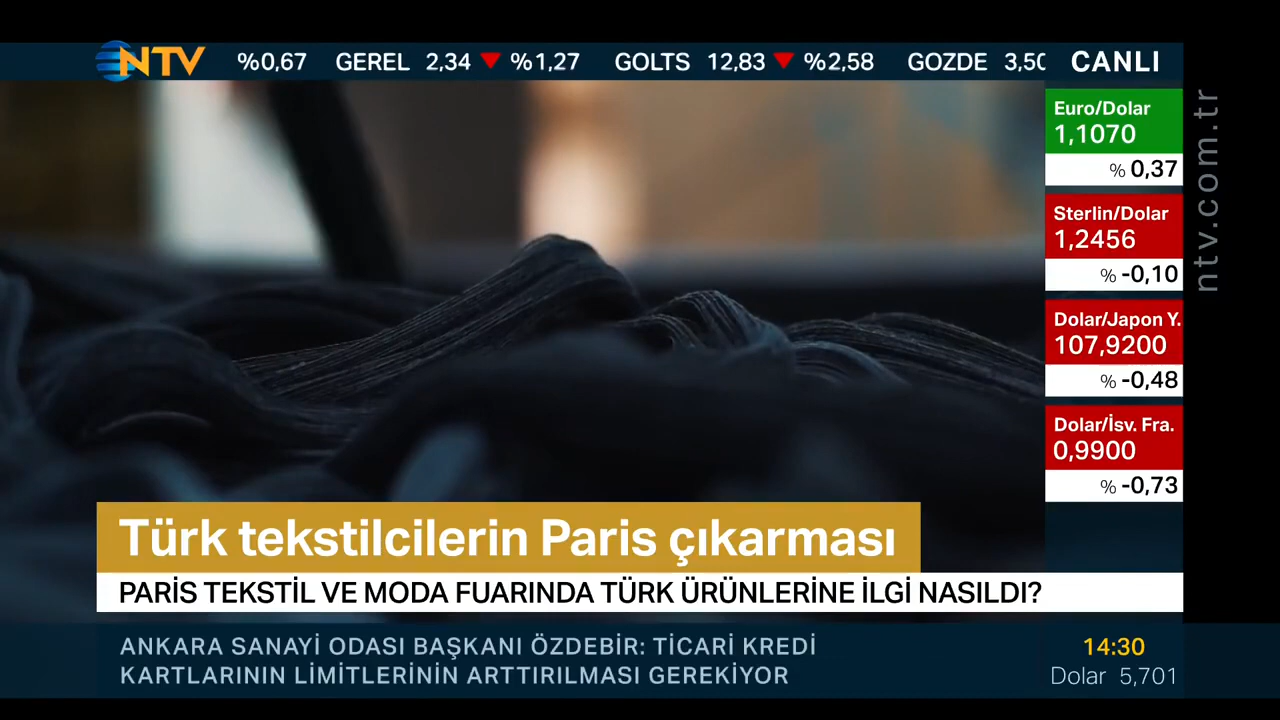 NTV %0,67 GEREL 2,34 %1,27 GOLTS 12,83 %2,58 GOZDE 3,50 CANLI
Euro/Dolar
1,1070
% 0,37
Sterlin/Dolar
1,2456
% -0,10
Dolar/Japon Y.
107,9200
% -0,48
Dolar/İsv. Fra.
0,9900
% -0,73
ntv.com.tr
Türk tekstilcilerin Paris çıkarması
PARİS TEKSTİL VE MODA FUARINDA TÜRK ÜRÜNLERİNE İLGİ NASILDI?
ANKARA SANAYİ ODASI BAŞKANI ÖZDEBİR: TİCARİ KREDİ
KARTLARININ LİMİTLERİNİN ARTTIRILMASI GEREKİYOR
14:30
Dolar 5,701